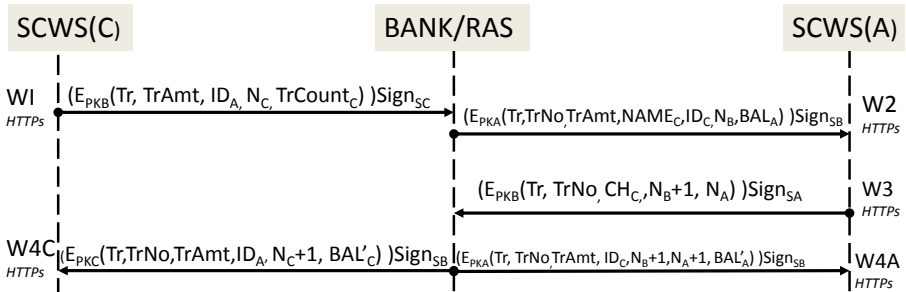 SCWS(C) BANK/RAS SCWS(A)
W1 (E_PKB(Tr, TrAmt, ID_A, N_C, TrCount_C) )Sign_SC
HTTPs
(E_PKA(Tr,TrNo,TrAmt,NAME_C,ID_C,N_B,BAL_A) )Sign_SB W2
HTTPs
(E_PKB(Tr, TrNo, CH_C,,N_B+1, N_A) )Sign_SA W3
HTTPs
W4C (E_PKC(Tr,TrNo,TrAmt,ID_A, N_C+1, BAL'_C) )Sign_SB (E_PKA(Tr, TrNo,TrAmt, ID_C,N_B+1,N_A+1, BAL'_A) )Sign_SB W4A
HTTPs HTTPs